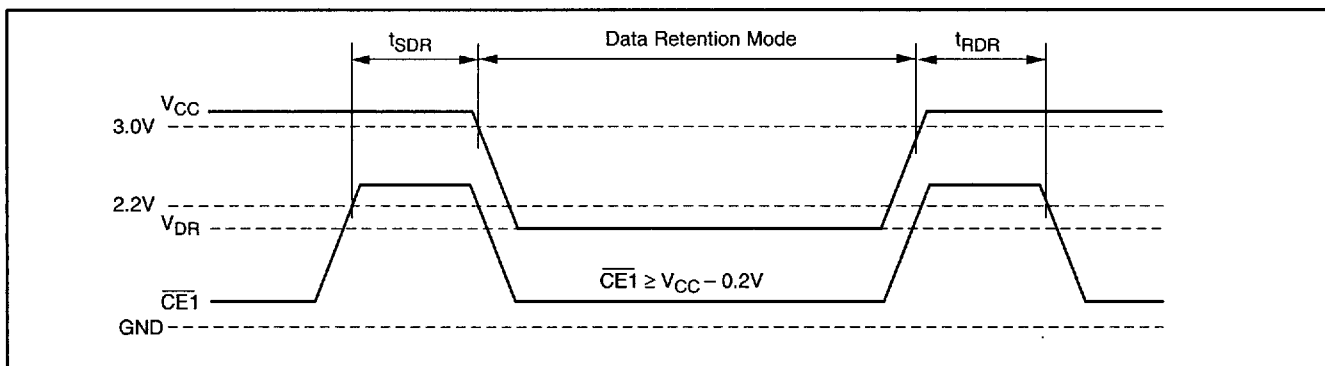 tSDR Data Retention Mode tRDR
VCC
3.0V
2.2V
VDR
CE1 ≥ VCC – 0.2V
CE1
GND